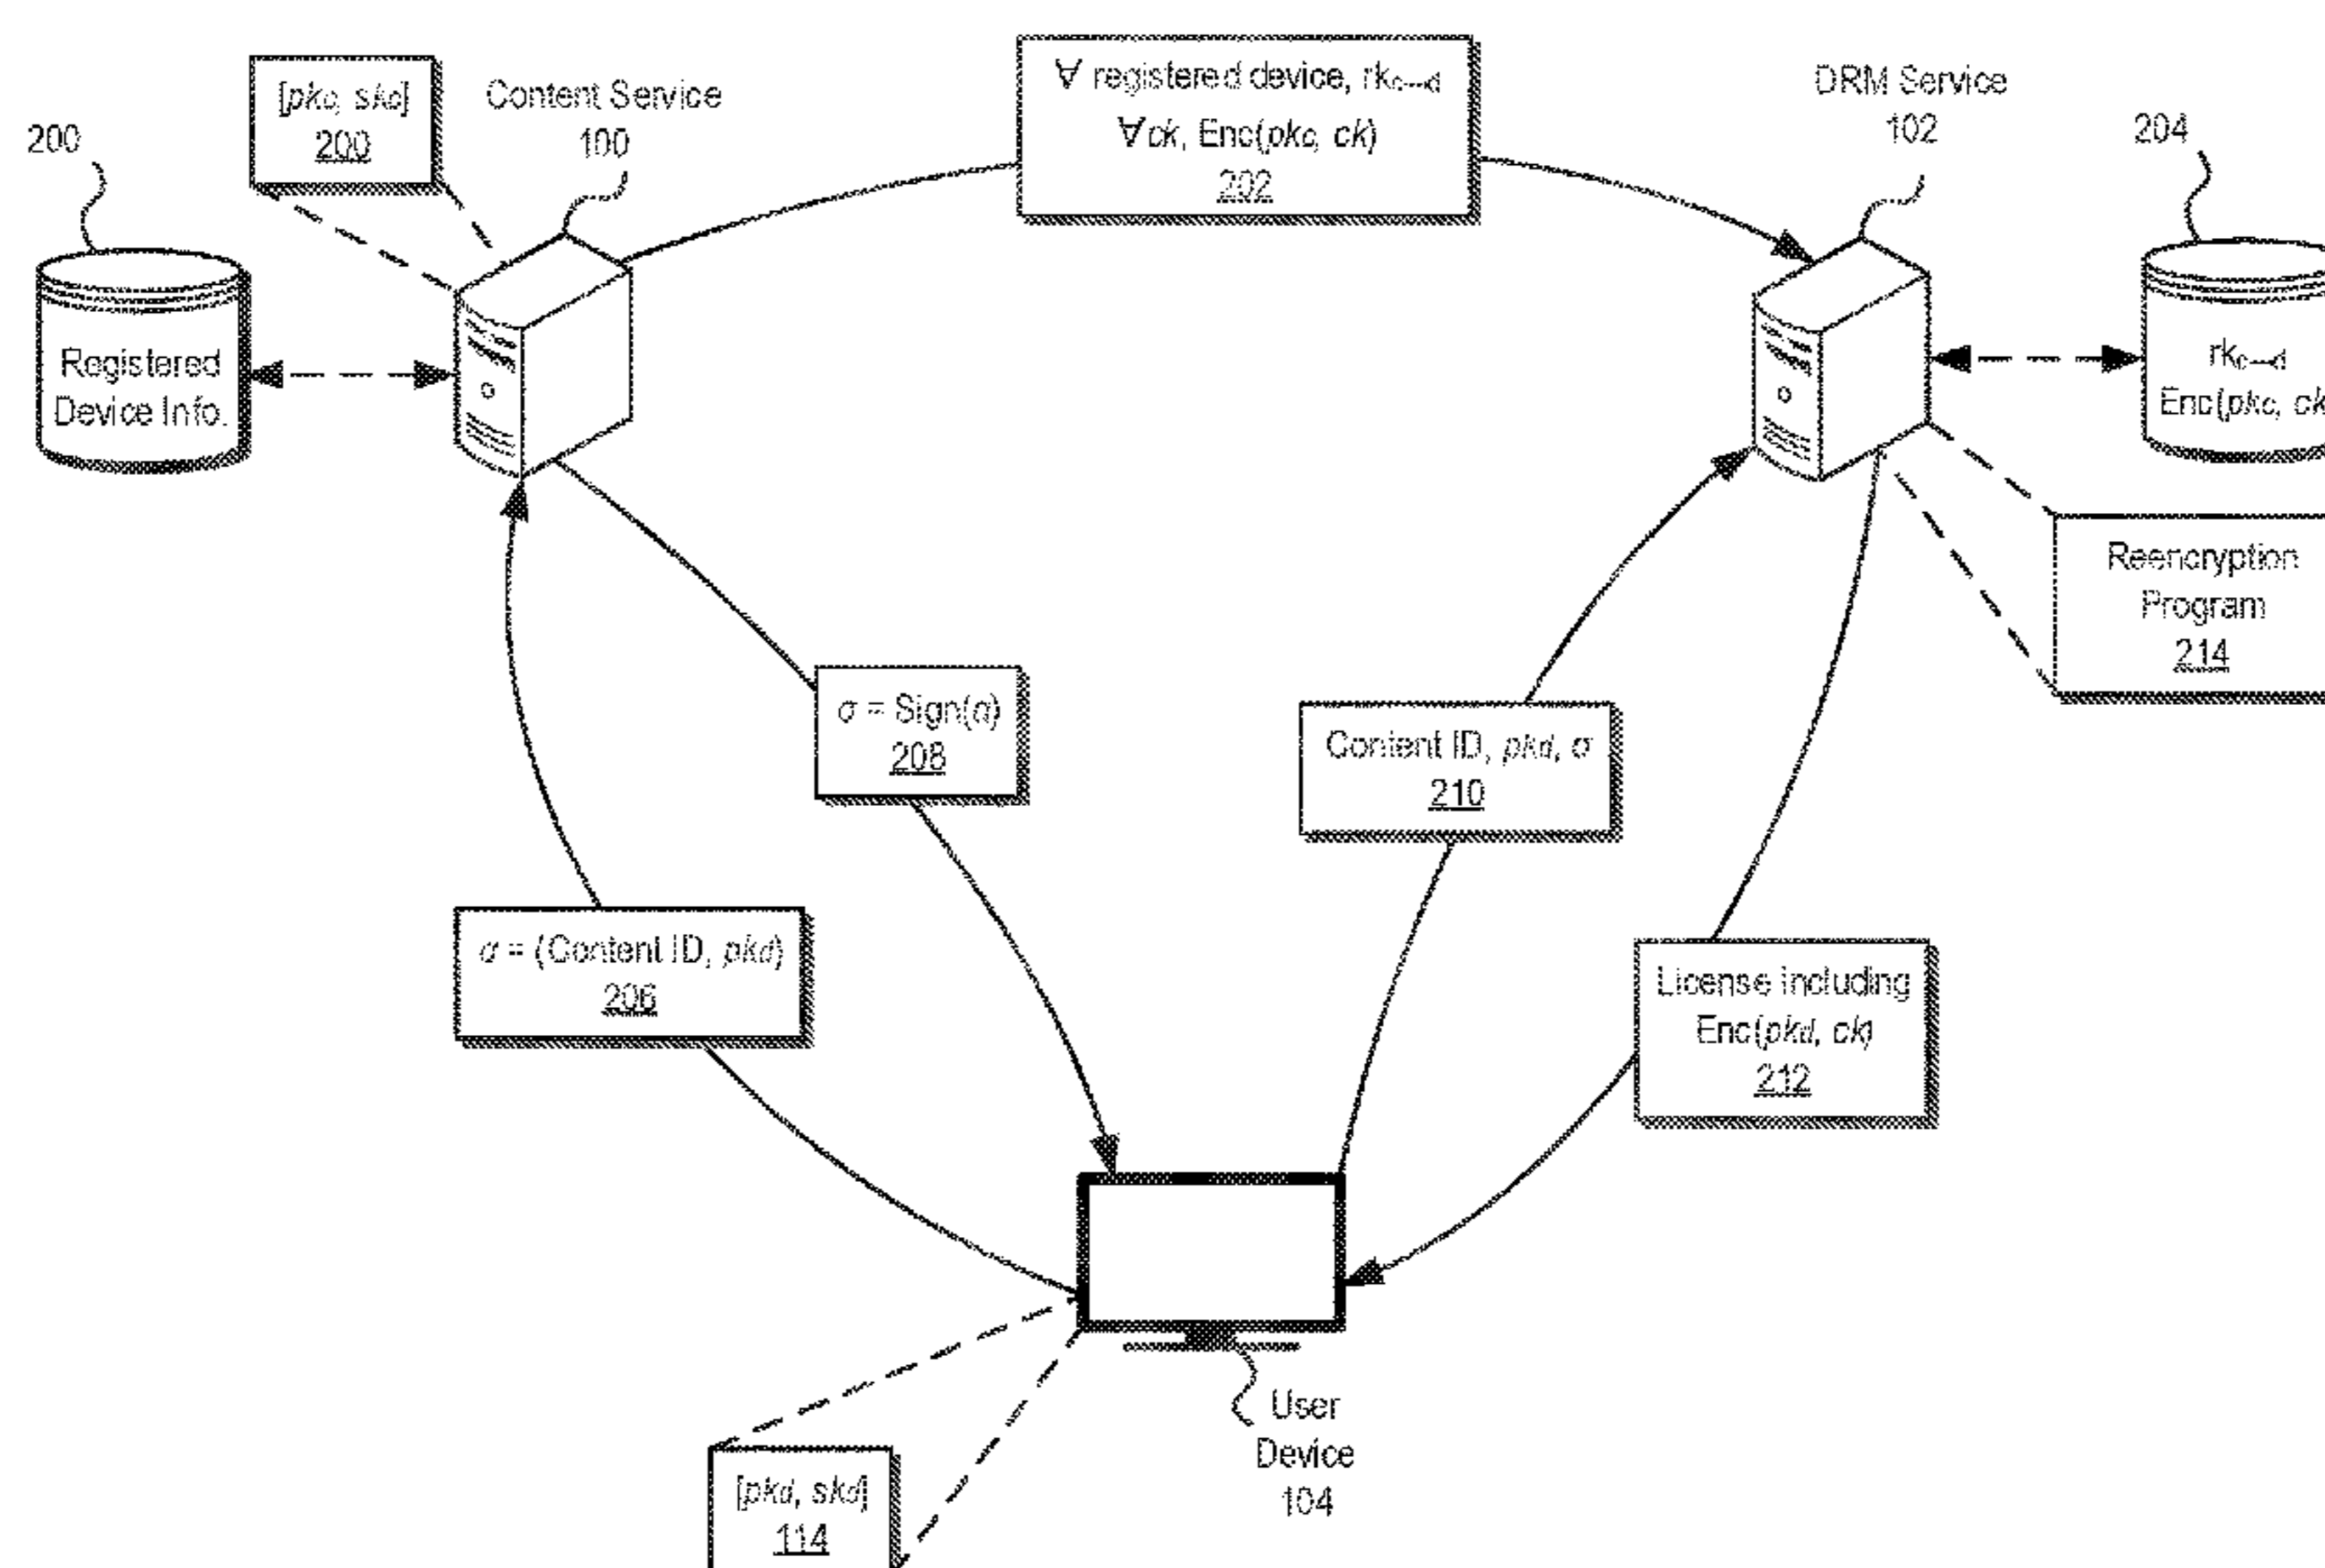 [pkc, skc]
200
Content Service
100
∀ registered device, rkc→d
∀ck, Enc(pkc, ck)
202
DRM Service
102
204
200
Registered
Device Info.
rkc→d
Enc(pkc, ck
Reencryption
Program
214
σ = Sign(α)
208
Content ID, pkd, σ
210
α = (Content ID, pkd)
206
License including
Enc(pkd, ck)
212
User
Device
104
[pkd, skd]
114